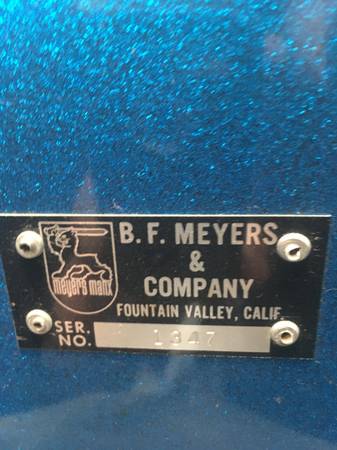 B. F. MEYERS
&
COMPANY
meyers manx
FOUNTAIN VALLEY, CALIF.
SER.
NO. 1347